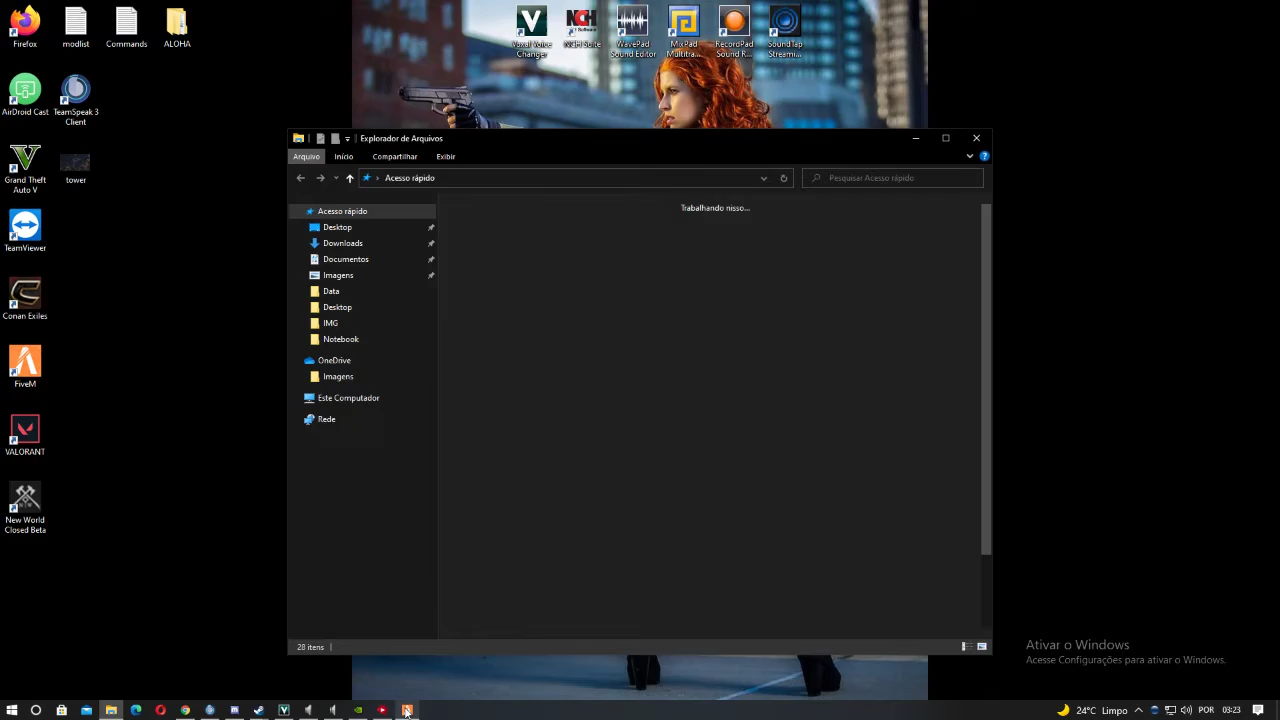 Firefox
modlist
Commands
ALOHA
Voxal Voice
Changer
NCH Suite
WavePad
Sound Editor
MixPad
Multitra...
RecordPad
Sound R...
SoundTap
Streami...
NCH
Software
AirDroid Cast
TeamSpeak 3
Client
Grand Theft
Auto V
tower
TeamViewer
Conan Exiles
FiveM
VALORANT
New World
Closed Beta
Explorador de Arquivos
Arquivo
Início
Compartilhar
Exibir
Acesso rápido
Pesquisar Acesso rápido
Acesso rápido
Desktop
Downloads
Documentos
Imagens
Data
Desktop
IMG
Notebook
OneDrive
Imagens
Este Computador
Rede
Trabalhando nisso...
28 itens
Ativar o Windows
Acesse Configurações para ativar o Windows.
24°C Limpo
POR
03:23